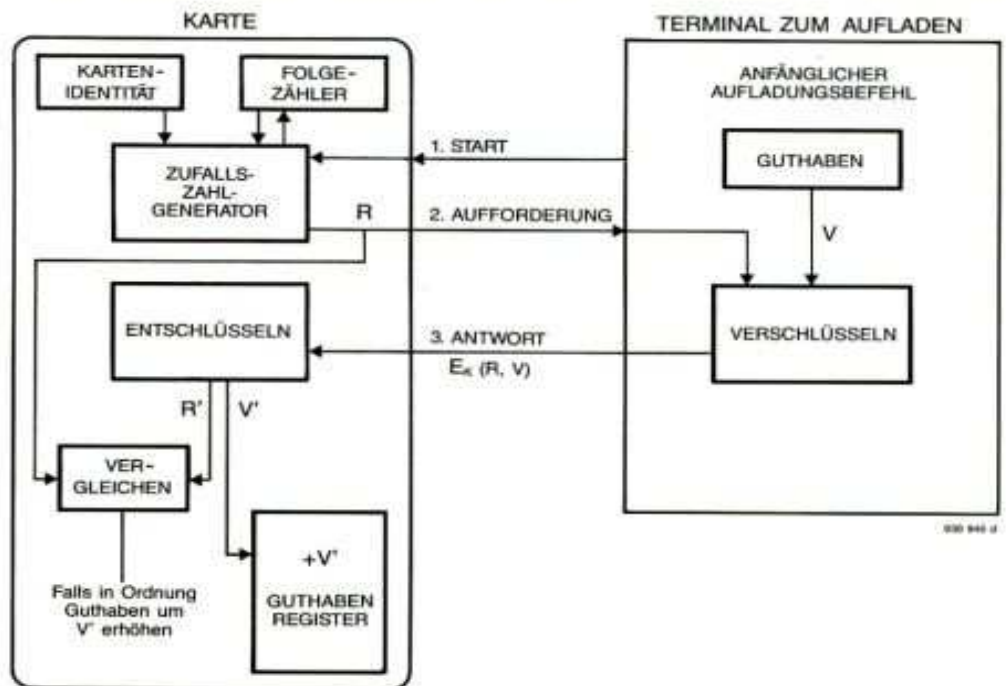 KARTE
TERMINAL ZUM AUFLADEN
KARTEN-
IDENTITÄT
FOLGE-
ZÄHLER
ANFÄNGLICHER
AUFLADUNGSBEFEHL
1. START
GUTHABEN
ZUFALLS-
ZAHL-
GENERATOR
R
2. AUFFORDERUNG
V
ENTSCHLÜSSELN
VERSCHLÜSSELN
3. ANTWORT
E_K (R, V)
R'
V'
VER-
GLEICHEN
+V'
GUTHABEN
REGISTER
Falls in Ordnung
Guthaben um
V' erhöhen